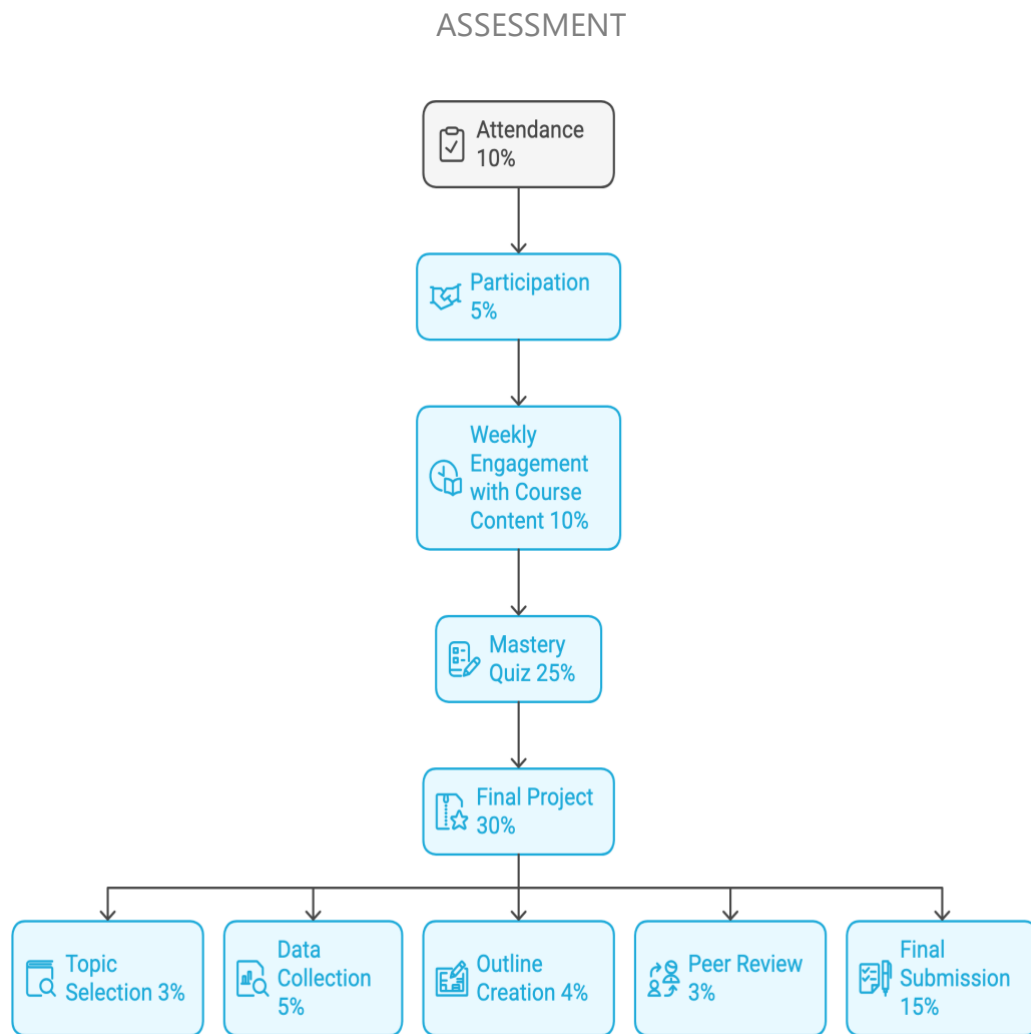 ASSESSMENT
Attendance
10%
Participation
5%
Weekly
Engagement
with Course
Content 10%
Mastery
Quiz 25%
Final Project
30%
Topic
Selection 3%
Data
Collection
5%
Outline
Creation 4%
Peer Review
3%
Final
Submission
15%